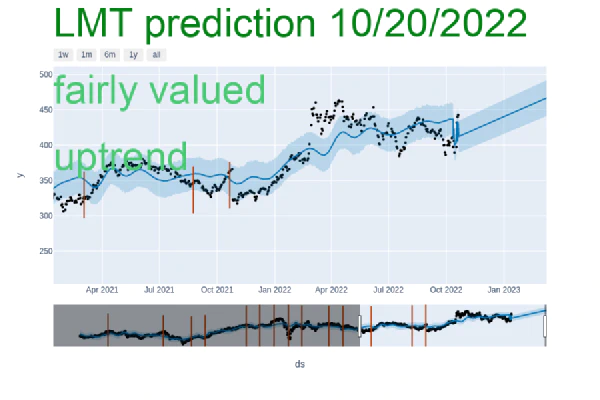 LMT prediction 10/20/2022
1w 1m 6m 1y all
fairly valued
uptrend
500
450
400
350
300
250
y
Apr 2021 Jul 2021 Oct 2021 Jan 2022 Apr 2022 Jul 2022 Oct 2022 Jan 2023
ds